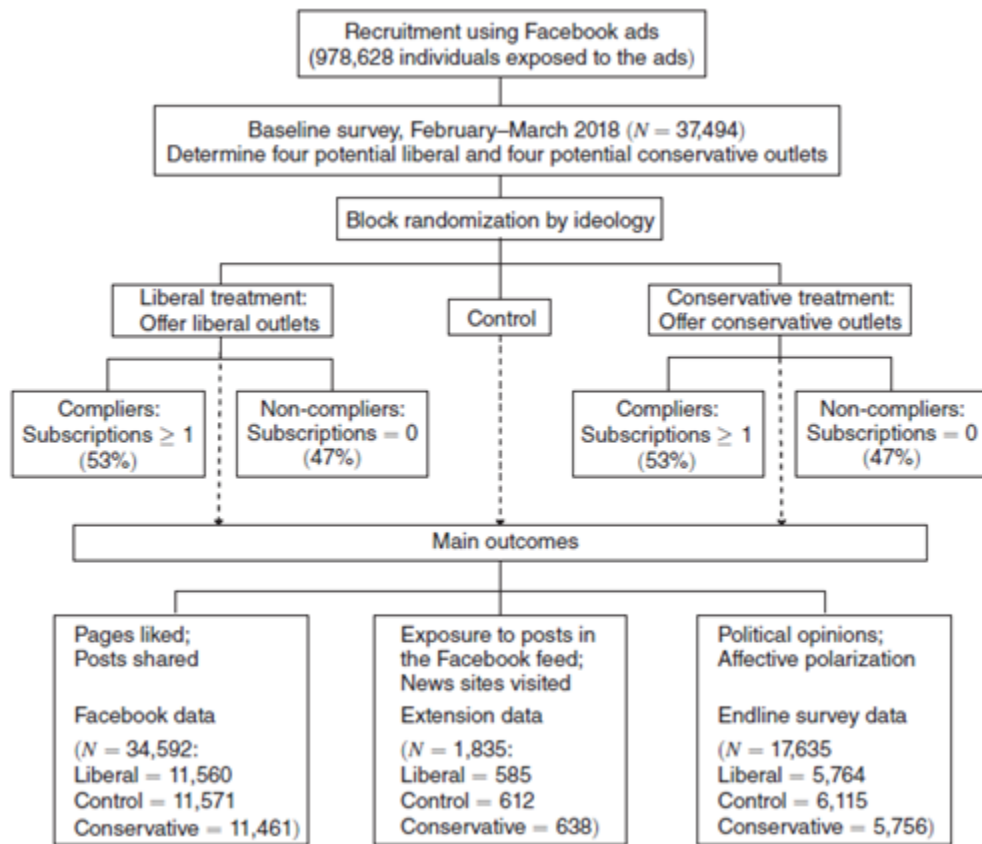 Recruitment using Facebook ads
(978,628 individuals exposed to the ads)
Baseline survey, February–March 2018 (N = 37,494)
Determine four potential liberal and four potential conservative outlets
Block randomization by ideology
Liberal treatment:
Offer liberal outlets
Control
Conservative treatment:
Offer conservative outlets
Compliers:
Subscriptions ≥ 1
(53%)
Non-compliers:
Subscriptions = 0
(47%)
Compliers:
Subscriptions ≥ 1
(53%)
Non-compliers:
Subscriptions = 0
(47%)
Main outcomes
Pages liked;
Posts shared
Facebook data
(N = 34,592:
Liberal = 11,560
Control = 11,571
Conservative = 11,461)
Exposure to posts in
the Facebook feed;
News sites visited
Extension data
(N = 1,835:
Liberal = 585
Control = 612
Conservative = 638)
Political opinions;
Affective polarization
Endline survey data
(N = 17,635
Liberal = 5,764
Control = 6,115
Conservative = 5,756)